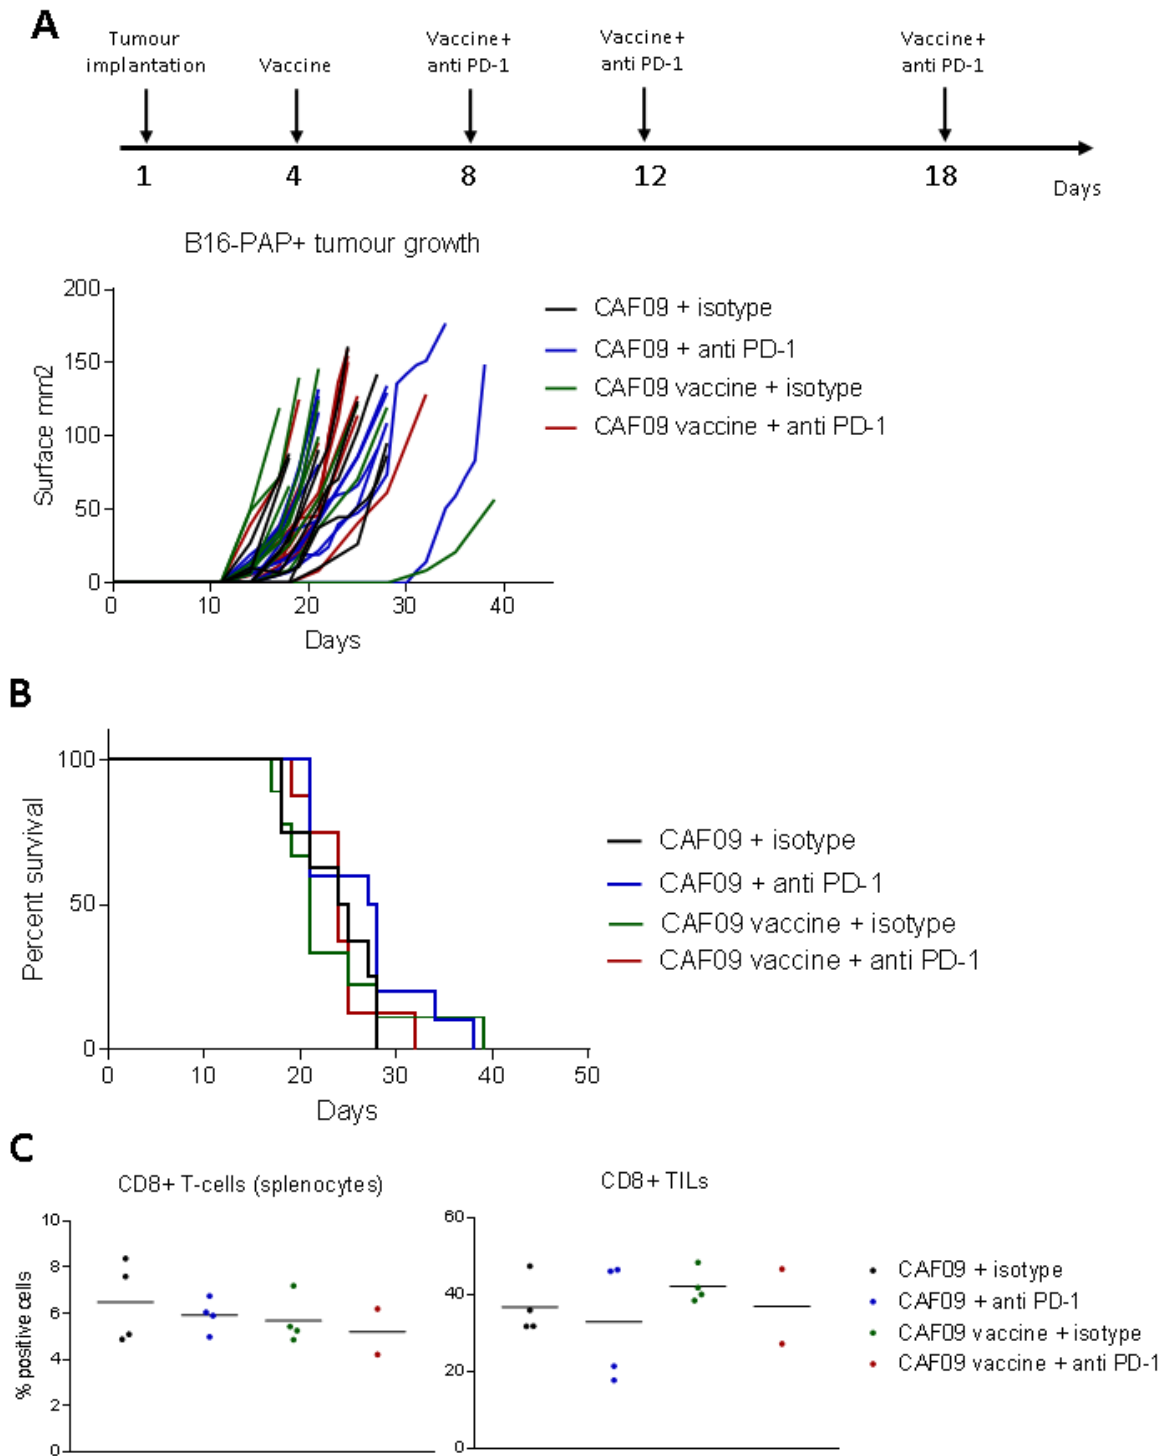 A
Tumour
implantation
Vaccine
Vaccine+
anti PD-1
Vaccine+
anti PD-1
Vaccine+
anti PD-1
1
4
8
12
18
Days
B16-PAP+ tumour growth
Surface mm2
200
150
100
50
0
0 10 20 30 40
Days
CAF09 + isotype
CAF09 + anti PD-1
CAF09 vaccine + isotype
CAF09 vaccine + anti PD-1
B
Percent survival
100
50
0
0 10 20 30 40 50
Days
CAF09 + isotype
CAF09 + anti PD-1
CAF09 vaccine + isotype
CAF09 vaccine + anti PD-1
C
CD8+ T-cells (splenocytes)
% positive cells
10
8
6
4
2
0
CD8+ TILs
60
40
20
0
CAF09 + isotype
CAF09 + anti PD-1
CAF09 vaccine + isotype
CAF09 vaccine + anti PD-1